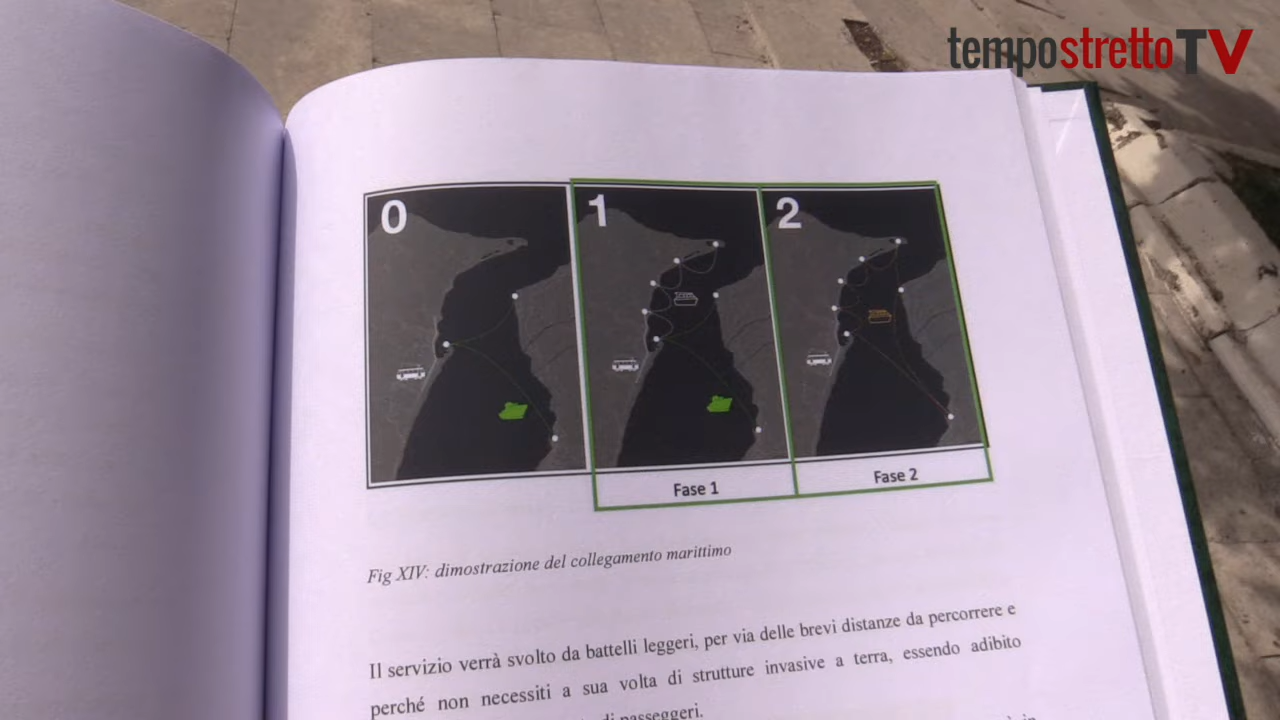 tempostrettoTV
0
1
2
Fase 1
Fase 2
Fig XIV: dimostrazione del collegamento marittimo
Il servizio verrà svolto da battelli leggeri, per via delle brevi distanze da percorrere e
perché non necessiti a sua volta di strutture invasive a terra, essendo adibito
di passeggeri.